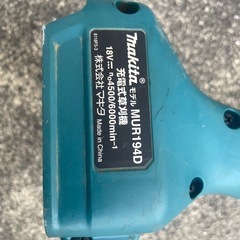 makita モデル MUR194D
充電式草刈機
18V⎓ n₀4500/6000min⁻¹
株式会社マキタ Made in China